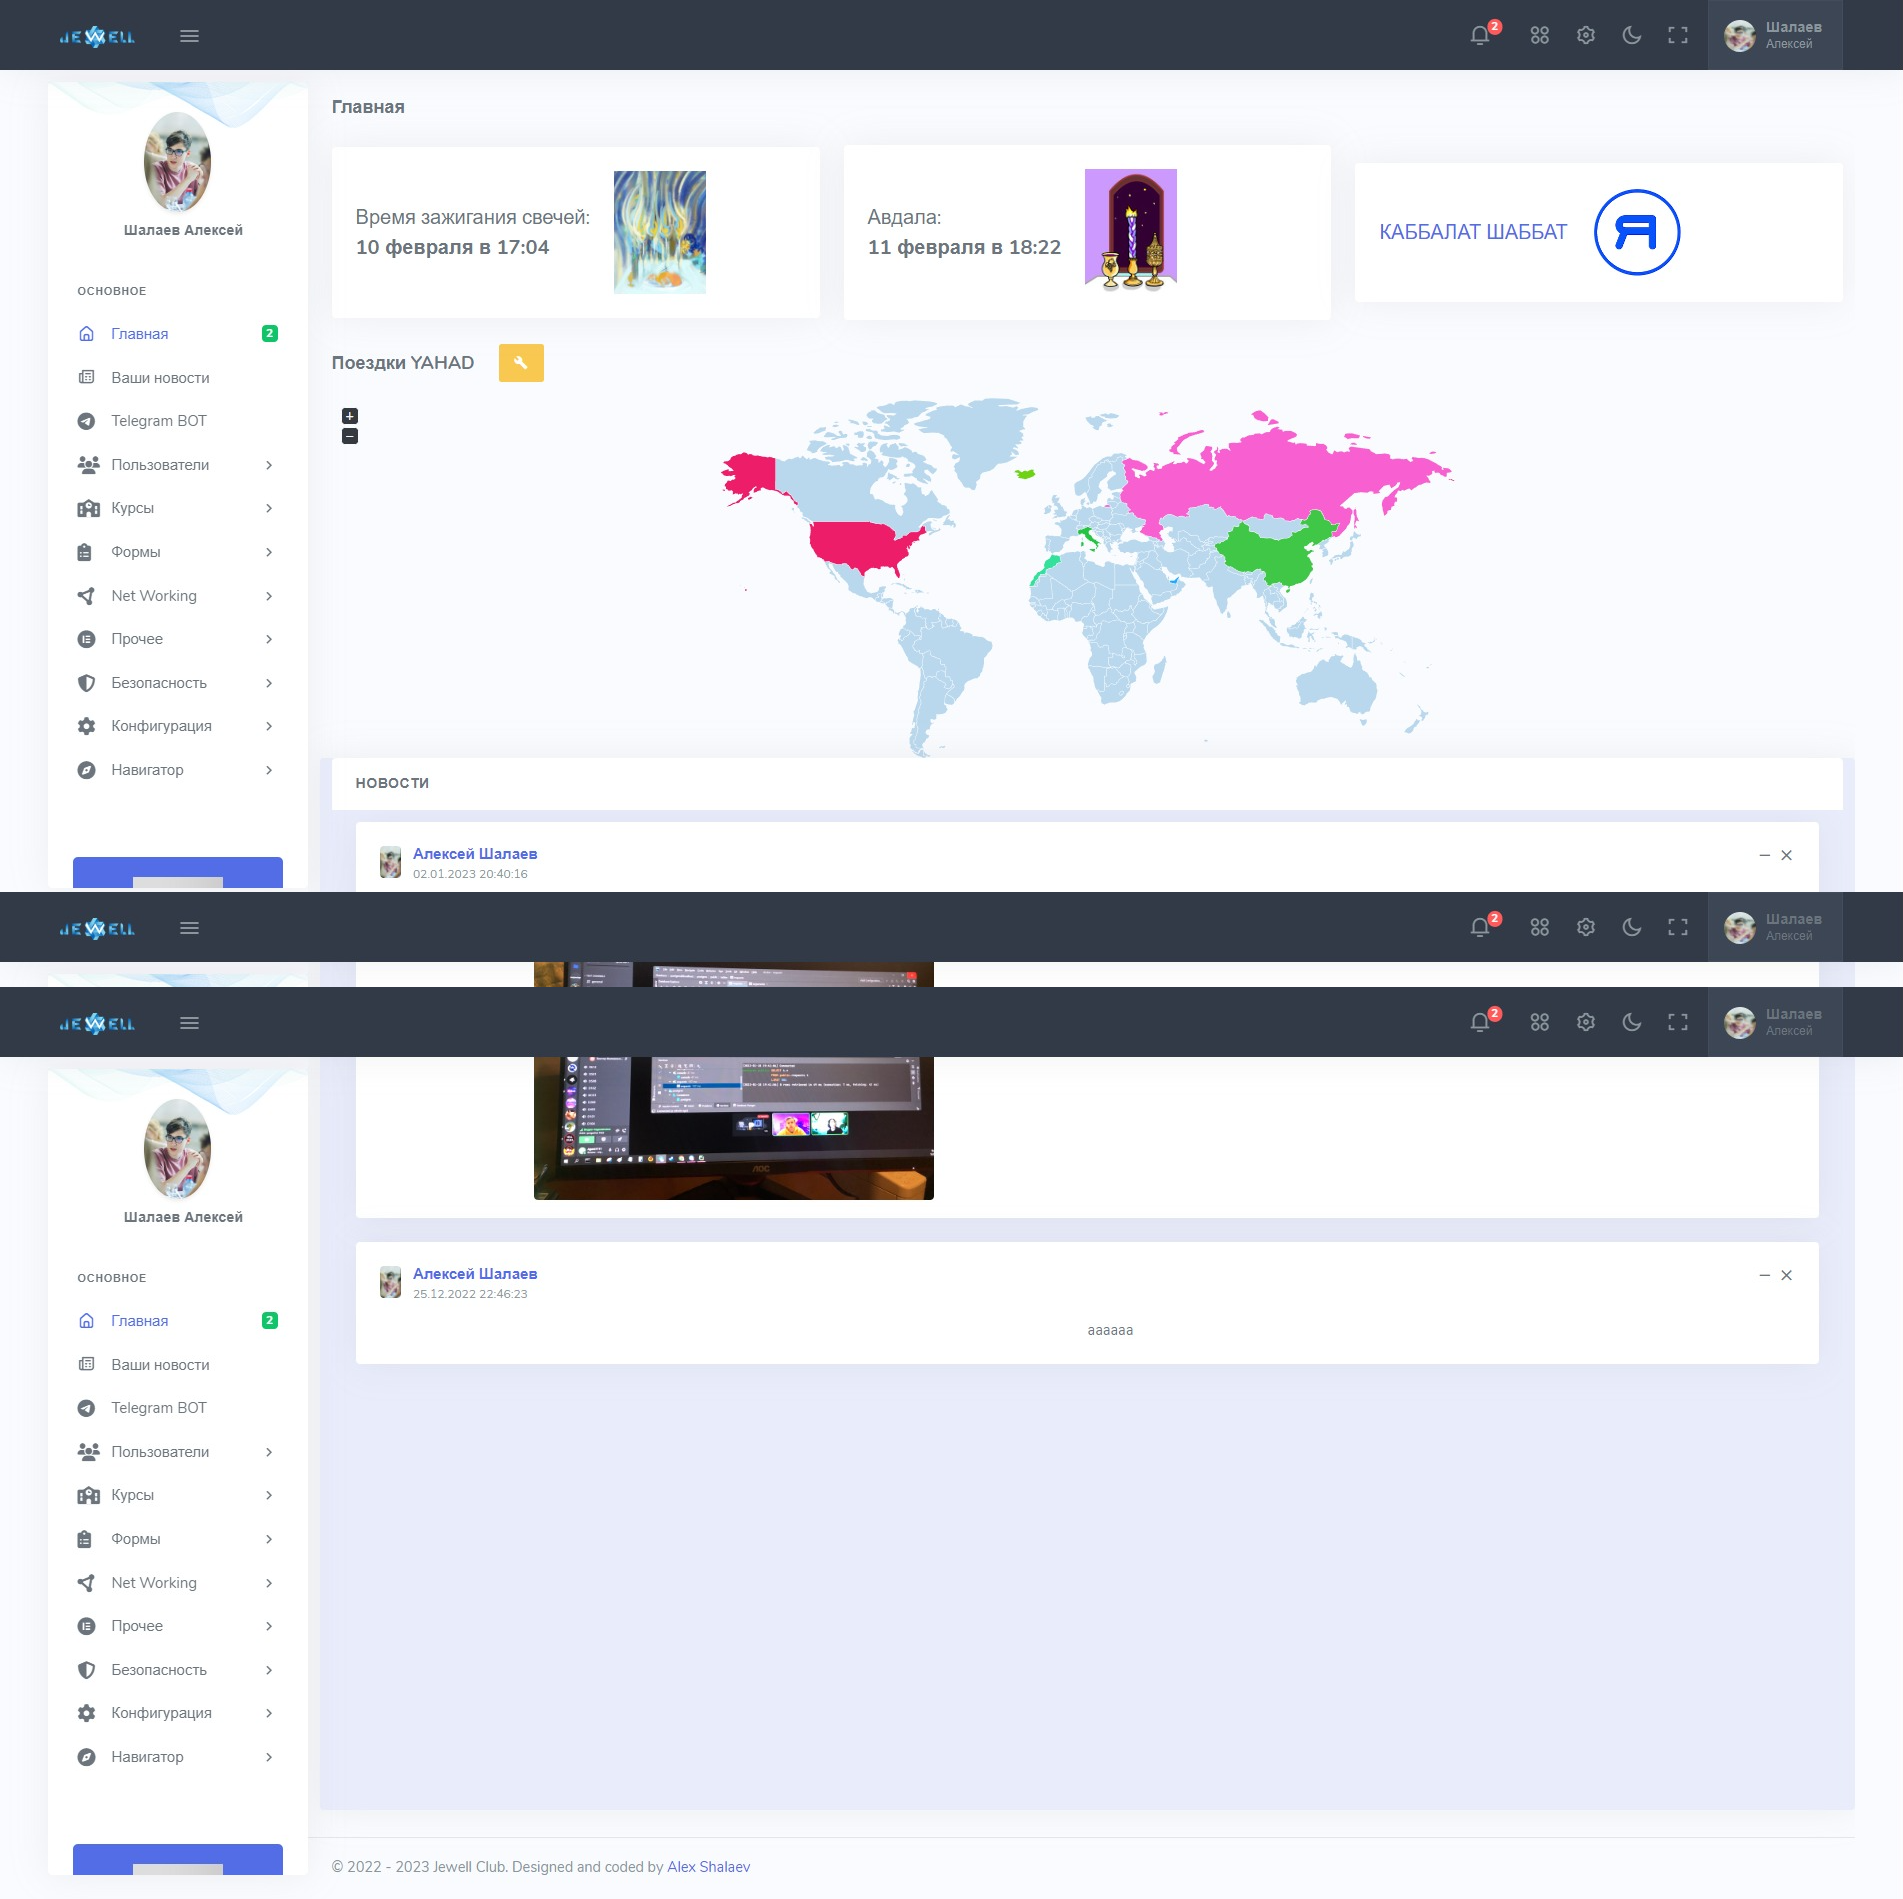 JEWELL
2
Шалаев
Алексей
Шалаев Алексей
ОСНОВНОЕ
Главная 2
Ваши новости
Telegram BOT
Пользователи
Курсы
Формы
Net Working
Прочее
Безопасность
Конфигурация
Навигатор
Главная
Время зажигания свечей:
10 февраля в 17:04
Авдала:
11 февраля в 18:22
КАББАЛАТ ШАББАТ
Я
Поездки YAHAD
+
−
НОВОСТИ
Алексей Шалаев
02.01.2023 20:40:16
JEWELL
2
Шалаев
Алексей
JEWELL
2
Шалаев
Алексей
Шалаев Алексей
ОСНОВНОЕ
Главная 2
Ваши новости
Telegram BOT
Пользователи
Курсы
Формы
Net Working
Прочее
Безопасность
Конфигурация
Навигатор
AOC
Алексей Шалаев
25.12.2022 22:46:23
аааааа
© 2022 - 2023 Jewell Club. Designed and coded by Alex Shalaev